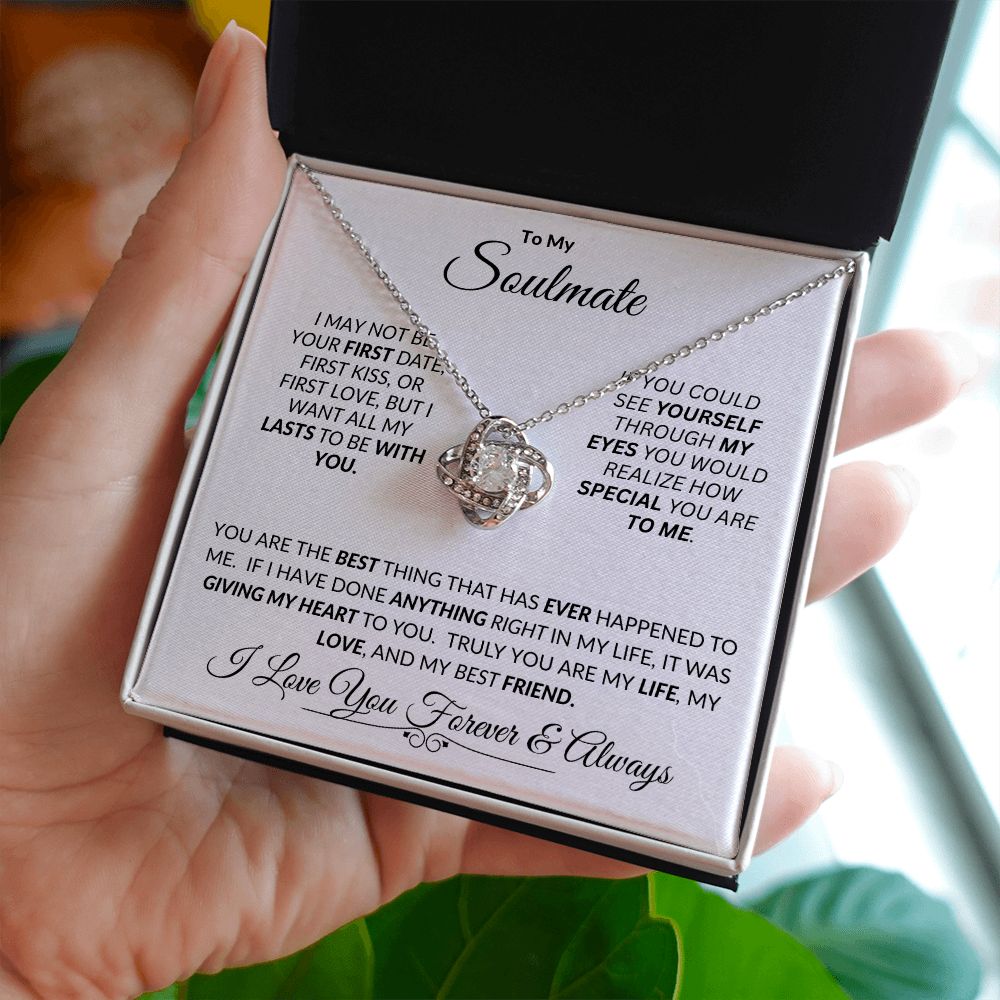 To My
Soulmate
I MAY NOT BE
YOUR FIRST DATE,
FIRST KISS, OR
FIRST LOVE, BUT I
WANT ALL MY
LASTS TO BE WITH
YOU.
YOU COULD
SEE YOURSELF
THROUGH MY
EYES YOU WOULD
REALIZE HOW
SPECIAL YOU ARE
TO ME.
YOU ARE THE BEST THING THAT HAS EVER HAPPENED TO
ME. IF I HAVE DONE ANYTHING RIGHT IN MY LIFE, IT WAS
GIVING MY HEART TO YOU. TRULY YOU ARE MY LIFE, MY
LOVE, AND MY BEST FRIEND.
I Love You Forever & Always